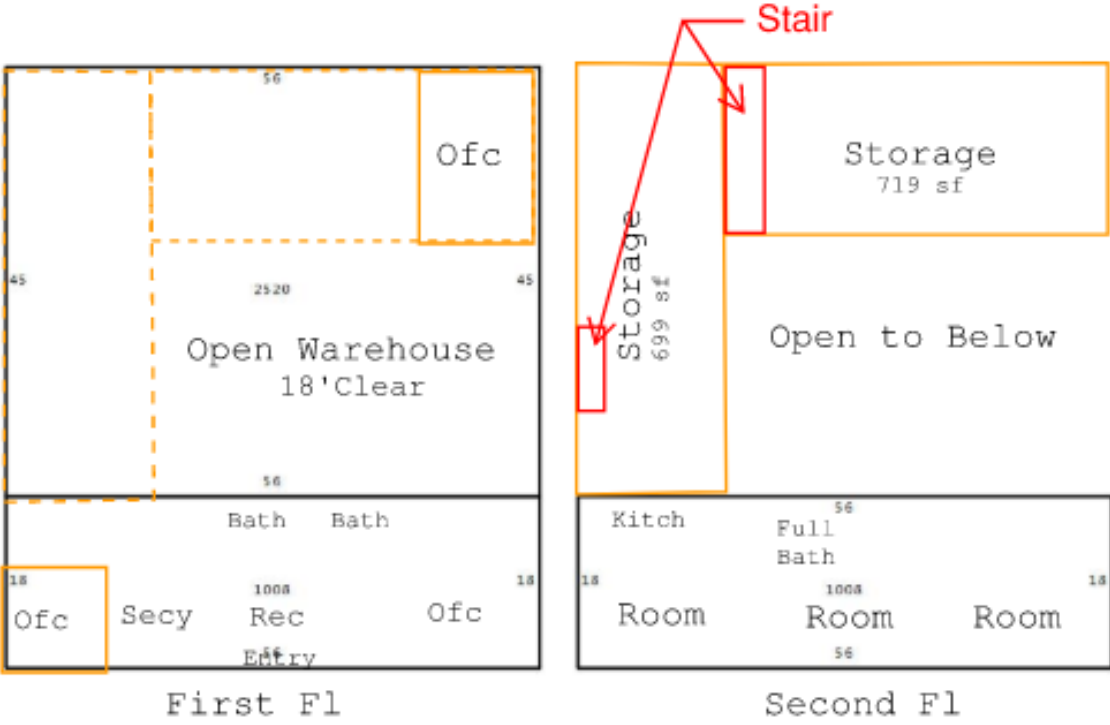 Stair
56
Ofc
Storage
719 sf
45
45
2520
Storage
699 sf
Open Warehouse
18'Clear
Open to Below
56
Bath Bath
56
Kitch
Full
Bath
18
18
1008
Ofc
Secy
Rec
Ofc
56
Entry
18
18
1008
Room
Room
Room
56
First Fl
Second Fl